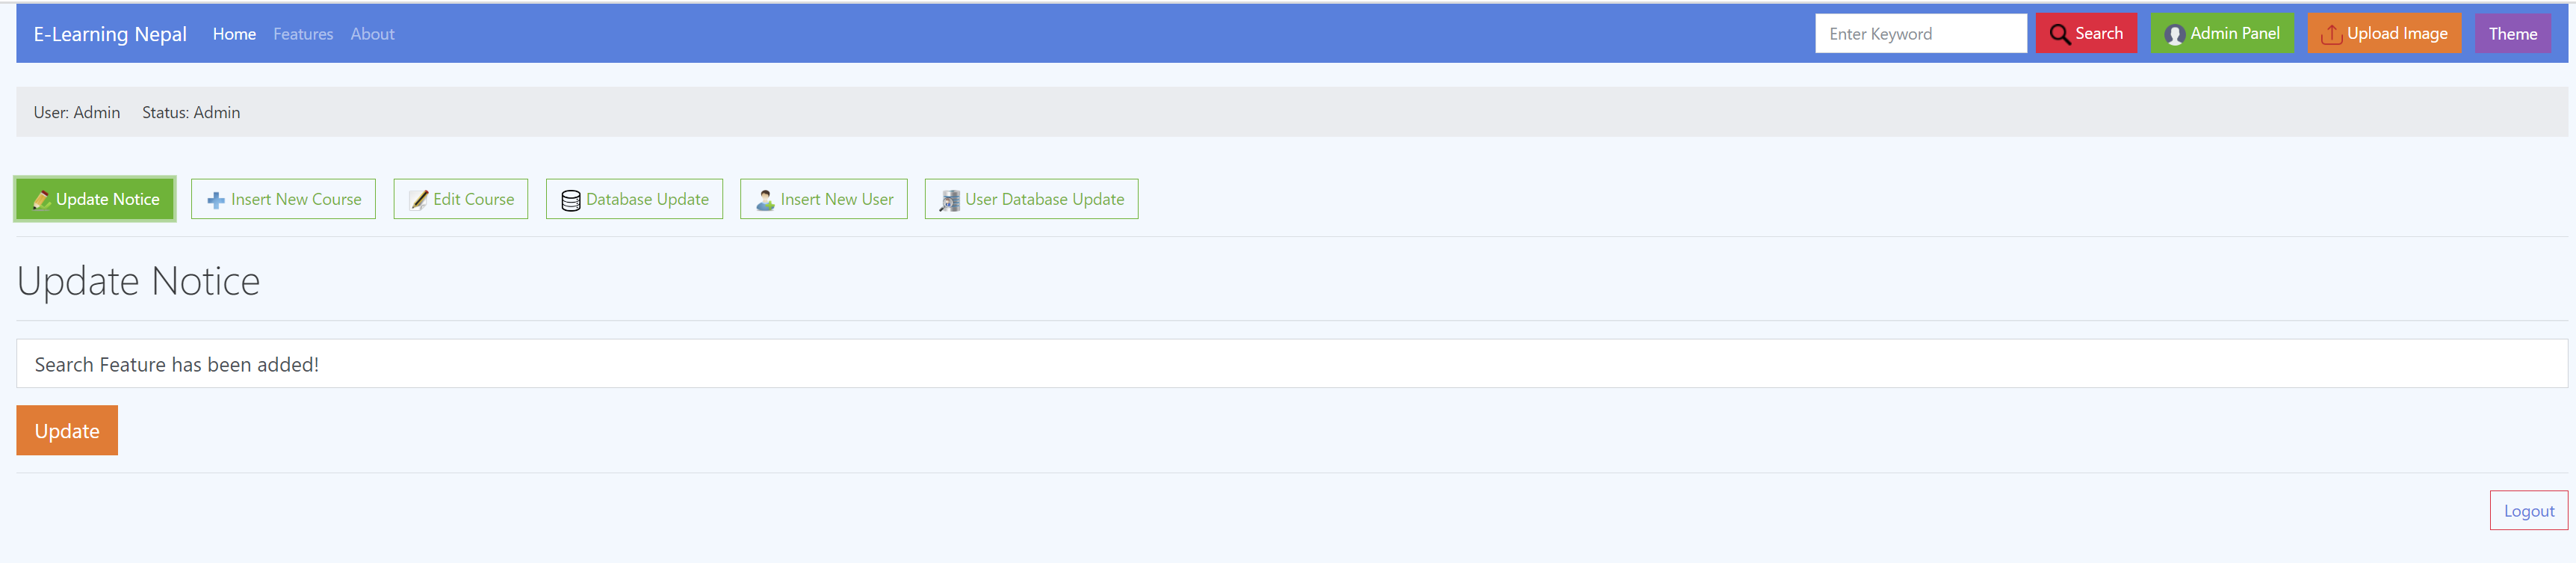 E-Learning Nepal Home Features About Enter Keyword Search Admin Panel Upload Image Theme
User: Admin Status: Admin
Update Notice Insert New Course Edit Course Database Update Insert New User User Database Update
Update Notice
Search Feature has been added!
Update
Logout